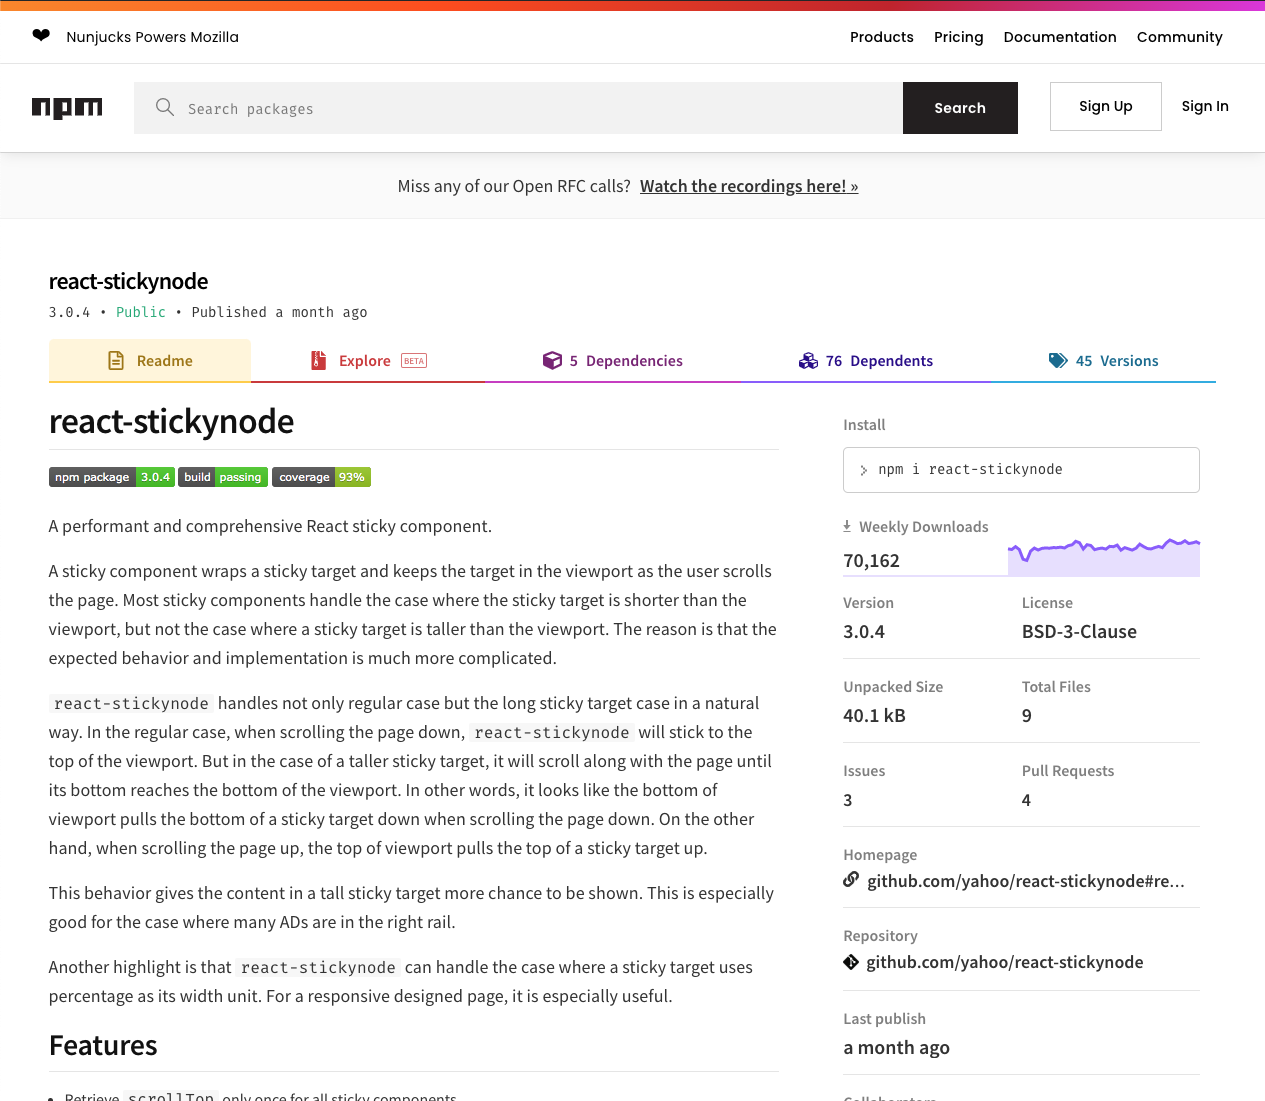 Nunjucks Powers Mozilla
Products Pricing Documentation Community
npm
Search packages
Search
Sign Up
Sign In
Miss any of our Open RFC calls? Watch the recordings here! »
react-stickynode
3.0.4 • Public • Published a month ago
Readme
Explore BETA
5 Dependencies
76 Dependents
45 Versions
react-stickynode
npm package 3.0.4 build passing coverage 93%
A performant and comprehensive React sticky component.
A sticky component wraps a sticky target and keeps the target in the viewport as the user scrolls
the page. Most sticky components handle the case where the sticky target is shorter than the
viewport, but not the case where a sticky target is taller than the viewport. The reason is that the
expected behavior and implementation is much more complicated.
react-stickynode handles not only regular case but the long sticky target case in a natural
way. In the regular case, when scrolling the page down, react-stickynode will stick to the
top of the viewport. But in the case of a taller sticky target, it will scroll along with the page until
its bottom reaches the bottom of the viewport. In other words, it looks like the bottom of
viewport pulls the bottom of a sticky target down when scrolling the page down. On the other
hand, when scrolling the page up, the top of viewport pulls the top of a sticky target up.
This behavior gives the content in a tall sticky target more chance to be shown. This is especially
good for the case where many ADs are in the right rail.
Another highlight is that react-stickynode can handle the case where a sticky target uses
percentage as its width unit. For a responsive designed page, it is especially useful.
Features
• Retrieve scrollTop only once for all sticky components.
Install
npm i react-stickynode
Weekly Downloads
70,162
Version
3.0.4
License
BSD-3-Clause
Unpacked Size
40.1 kB
Total Files
9
Issues
3
Pull Requests
4
Homepage
github.com/yahoo/react-stickynode#re...
Repository
github.com/yahoo/react-stickynode
Last publish
a month ago
Collaborators